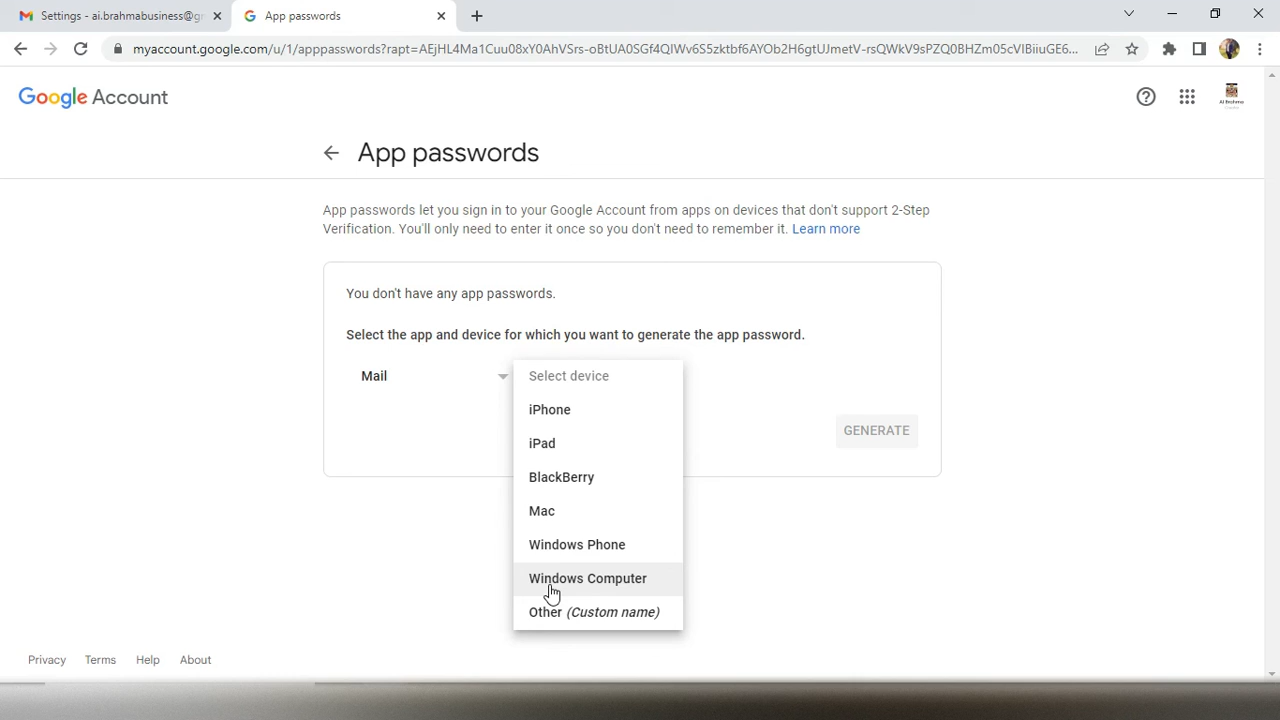 Settings - ai.brahmabusiness@gr
App passwords
myaccount.google.com/u/1/apppasswords?rapt=AEjHL4Ma1Cuu08xY0AhVSrs-oBtUA0SGf4QIWv6S5zktbf6AYOb2H6gtUJmetV-rsQWkV9sPZQ0BHZm05cVIBiiuGE6...
Google Account
App passwords
App passwords let you sign in to your Google Account from apps on devices that don't support 2-Step
Verification. You'll only need to enter it once so you don't need to remember it. Learn more
You don't have any app passwords.
Select the app and device for which you want to generate the app password.
Mail
Select device
iPhone
iPad
BlackBerry
Mac
Windows Phone
Windows Computer
Other (Custom name)
GENERATE
Privacy Terms Help About